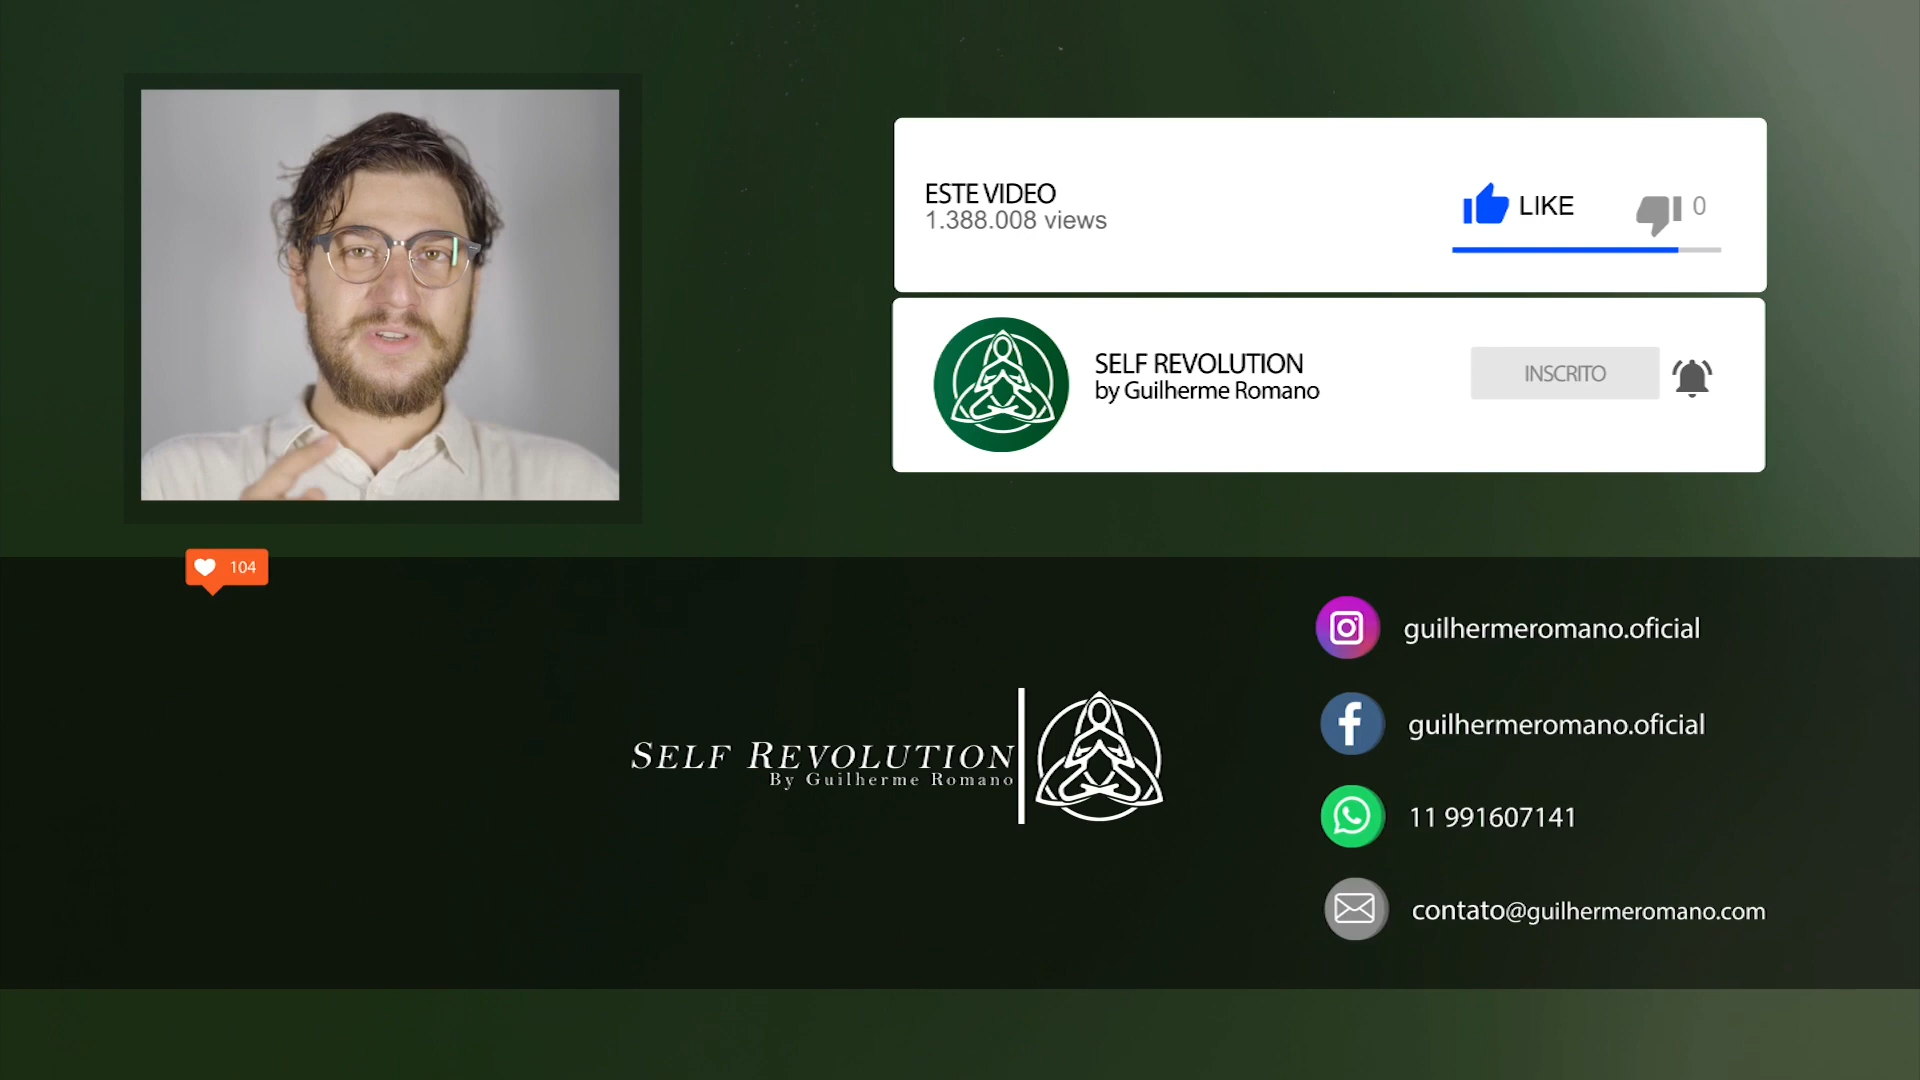 ESTE VIDEO
1.388.008 views
LIKE
0
SELF REVOLUTION
by Guilherme Romano
INSCRITO
104
SELF REVOLUTION
By Guilherme Romano
guilhermeromano.oficial
guilhermeromano.oficial
11 991607141
contato@guilhermeromano.com